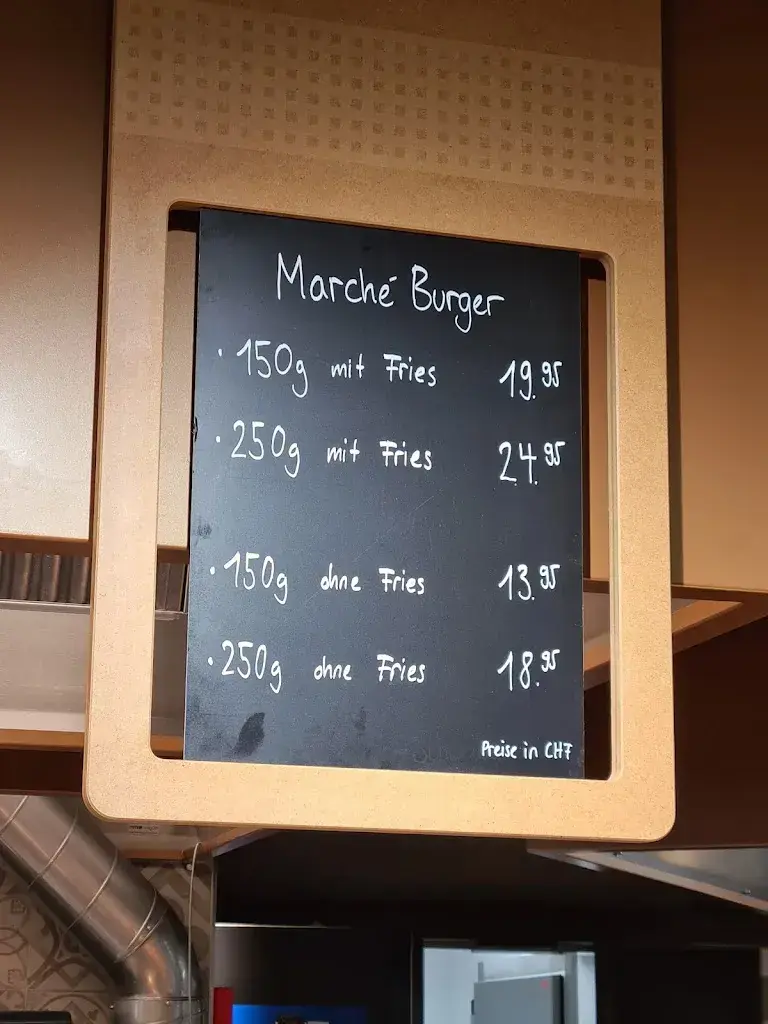 Marché Burger
· 150g mit Fries 19.95
· 250g mit Fries 24.95
· 150g ohne Fries 13.95
· 250g ohne Fries 18.95
Preise in CHF